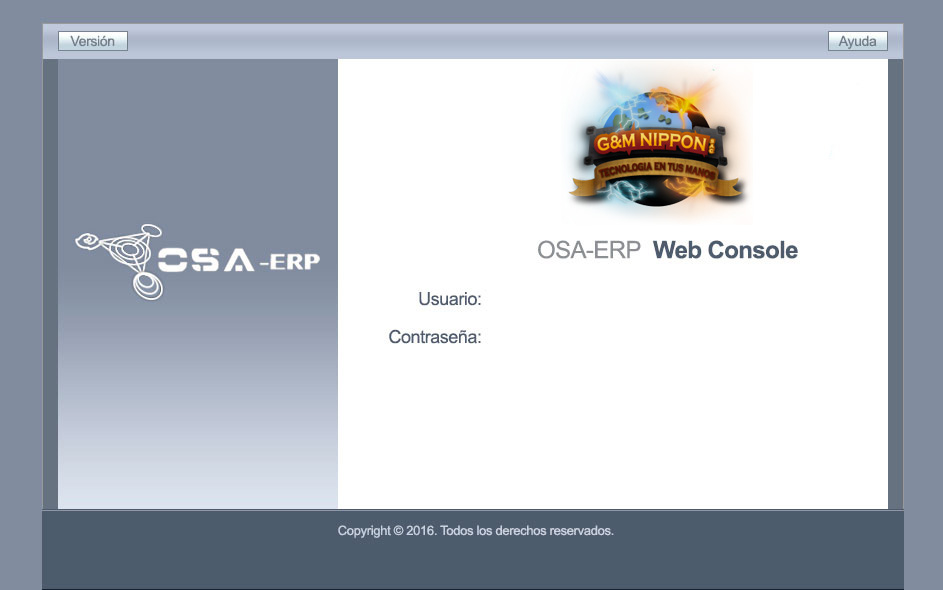 Versión
Ayuda
G&M NIPPON
TECNOLOGIA EN TUS MANOS
OSA-ERP
OSA-ERP Web Console
Usuario:
Contraseña:
Copyright © 2016. Todos los derechos reservados.